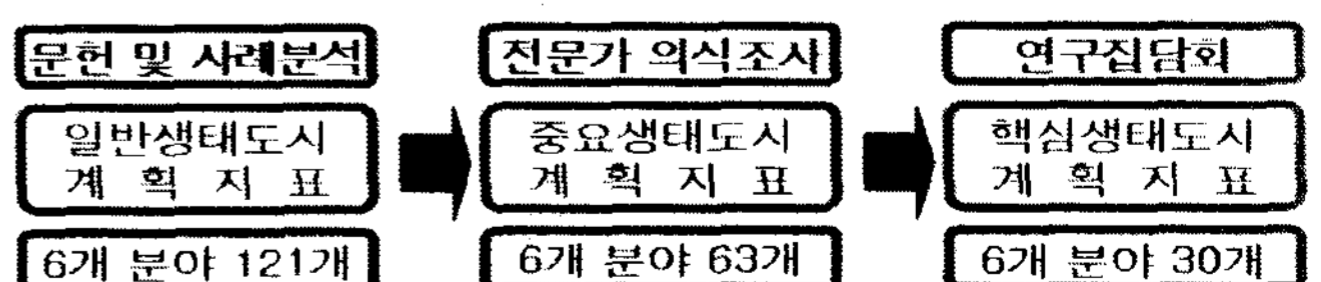 문헌 및 사례분석
일반생태도시
계 획 지 표
6개 분야 121개
전문가 의식조사
중요생태도시
계 획 지 표
6개 분야 63개
연구집담회
핵심생태도시
계 획 지 표
6개 분야 30개